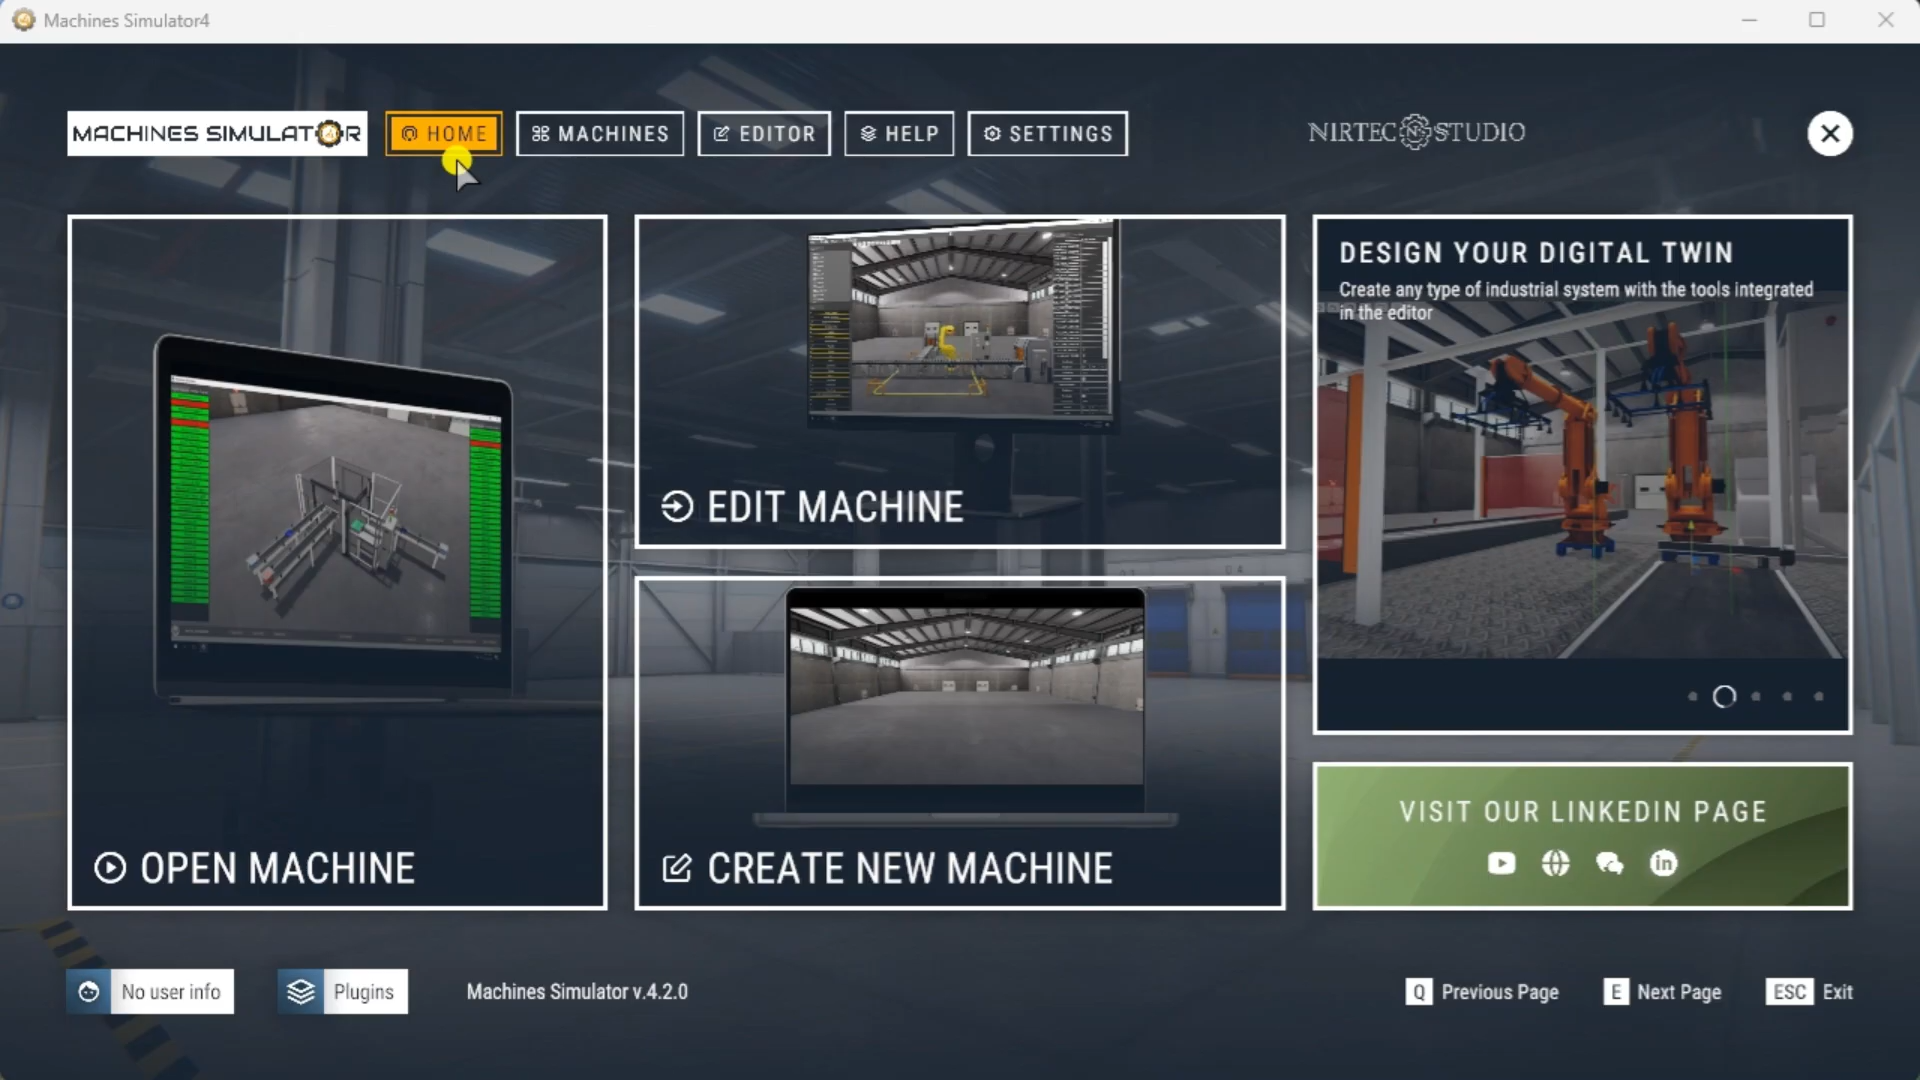 Machines Simulator4
MACHINES SIMULATOR
HOME
MACHINES
EDITOR
HELP
SETTINGS
NIRTEC NS STUDIO
DESIGN YOUR DIGITAL TWIN
Create any type of industrial system with the tools integrated
in the editor
EDIT MACHINE
OPEN MACHINE
CREATE NEW MACHINE
VISIT OUR LINKEDIN PAGE
in
No user info
Plugins
Machines Simulator v.4.2.0
Q Previous Page
E Next Page
ESC Exit